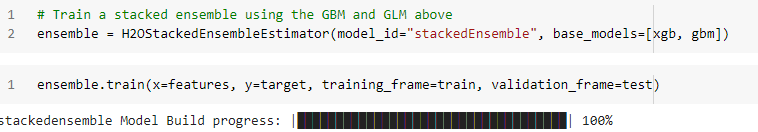 1 # Train a stacked ensemble using the GBM and GLM above
2 ensemble = H2OStackedEnsembleEstimator(model_id="stackedEnsemble", base_models=[xgb, gbm])
1 ensemble.train(x=features, y=target, training_frame=train, validation_frame=test)
stackedensemble Model Build progress: || 100%